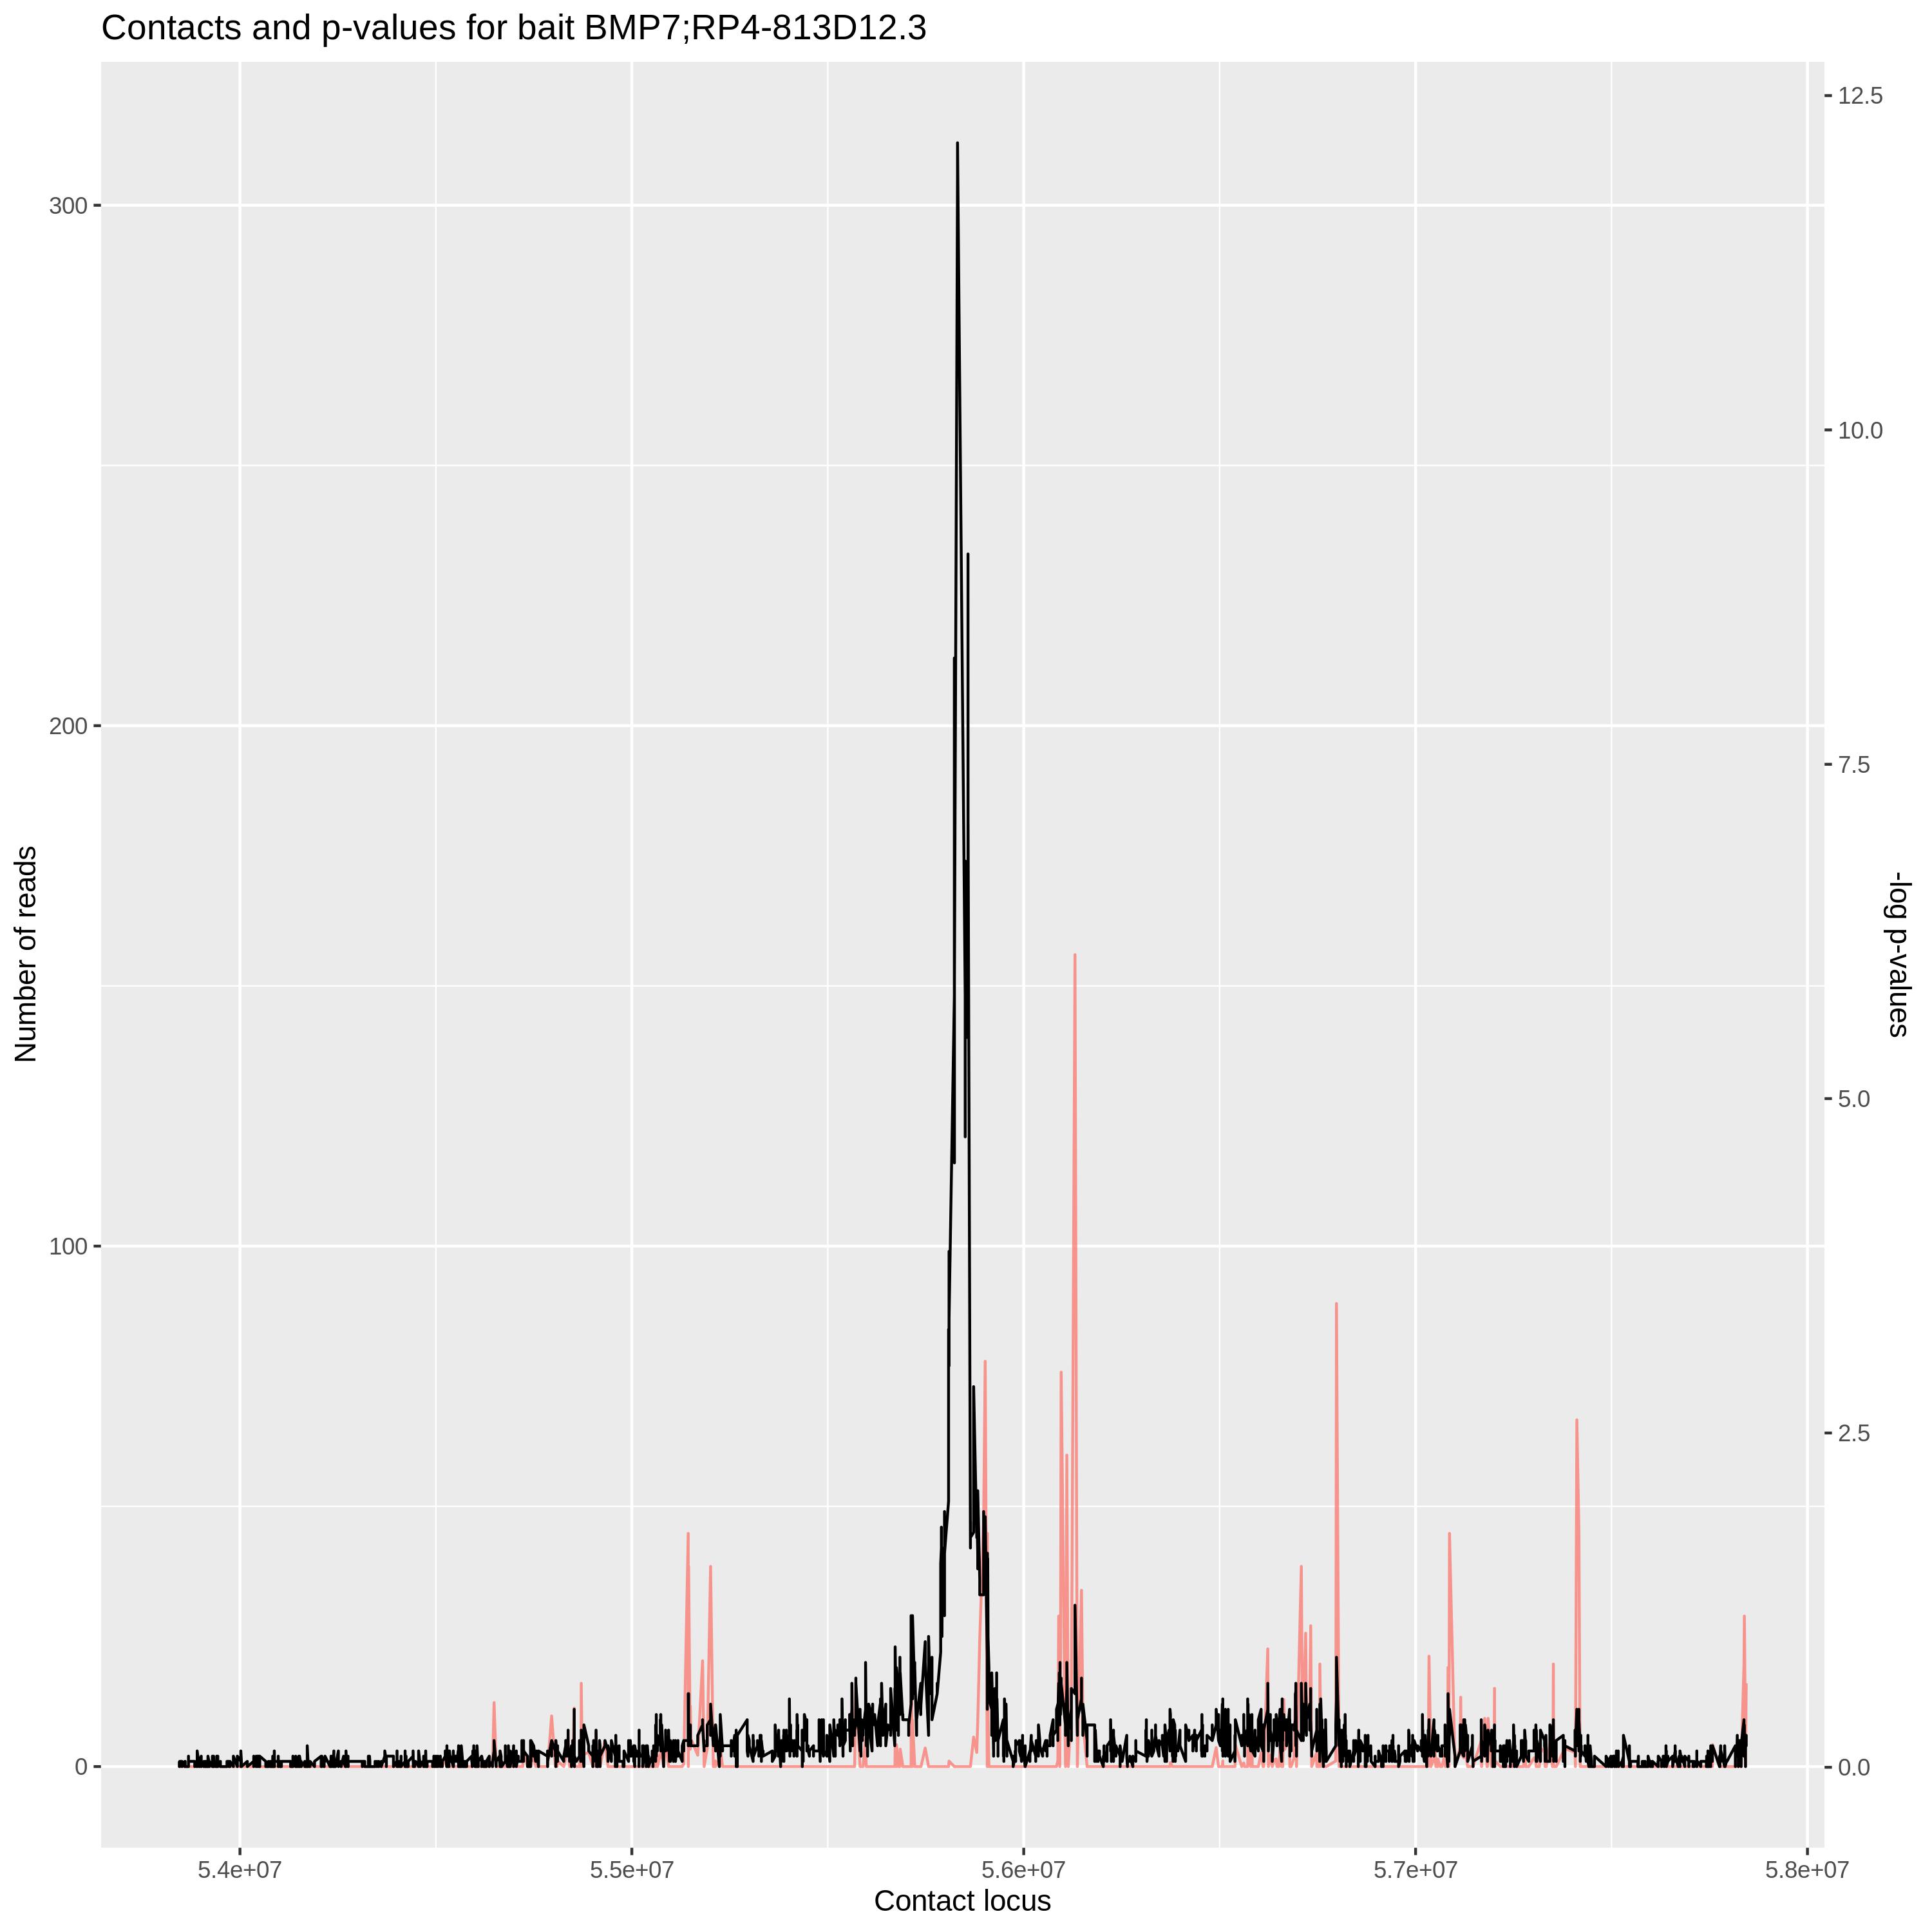 Contacts and p-values for bait BMP7;RP4-813D12.3
12.5
300
10.0
200
7.5
Number of reads
-log p-values
5.0
100
2.5
0
0.0
5.4e+07 5.5e+07 5.6e+07 5.7e+07 5.8e+07
Contact locus